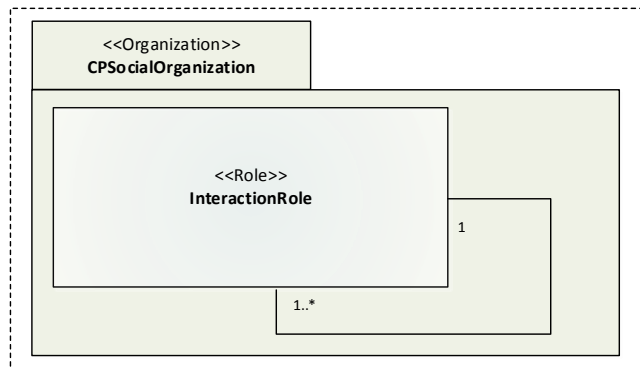 <<Organization>>
CPSocialOrganization
<<Role>>
InteractionRole
1
1..*